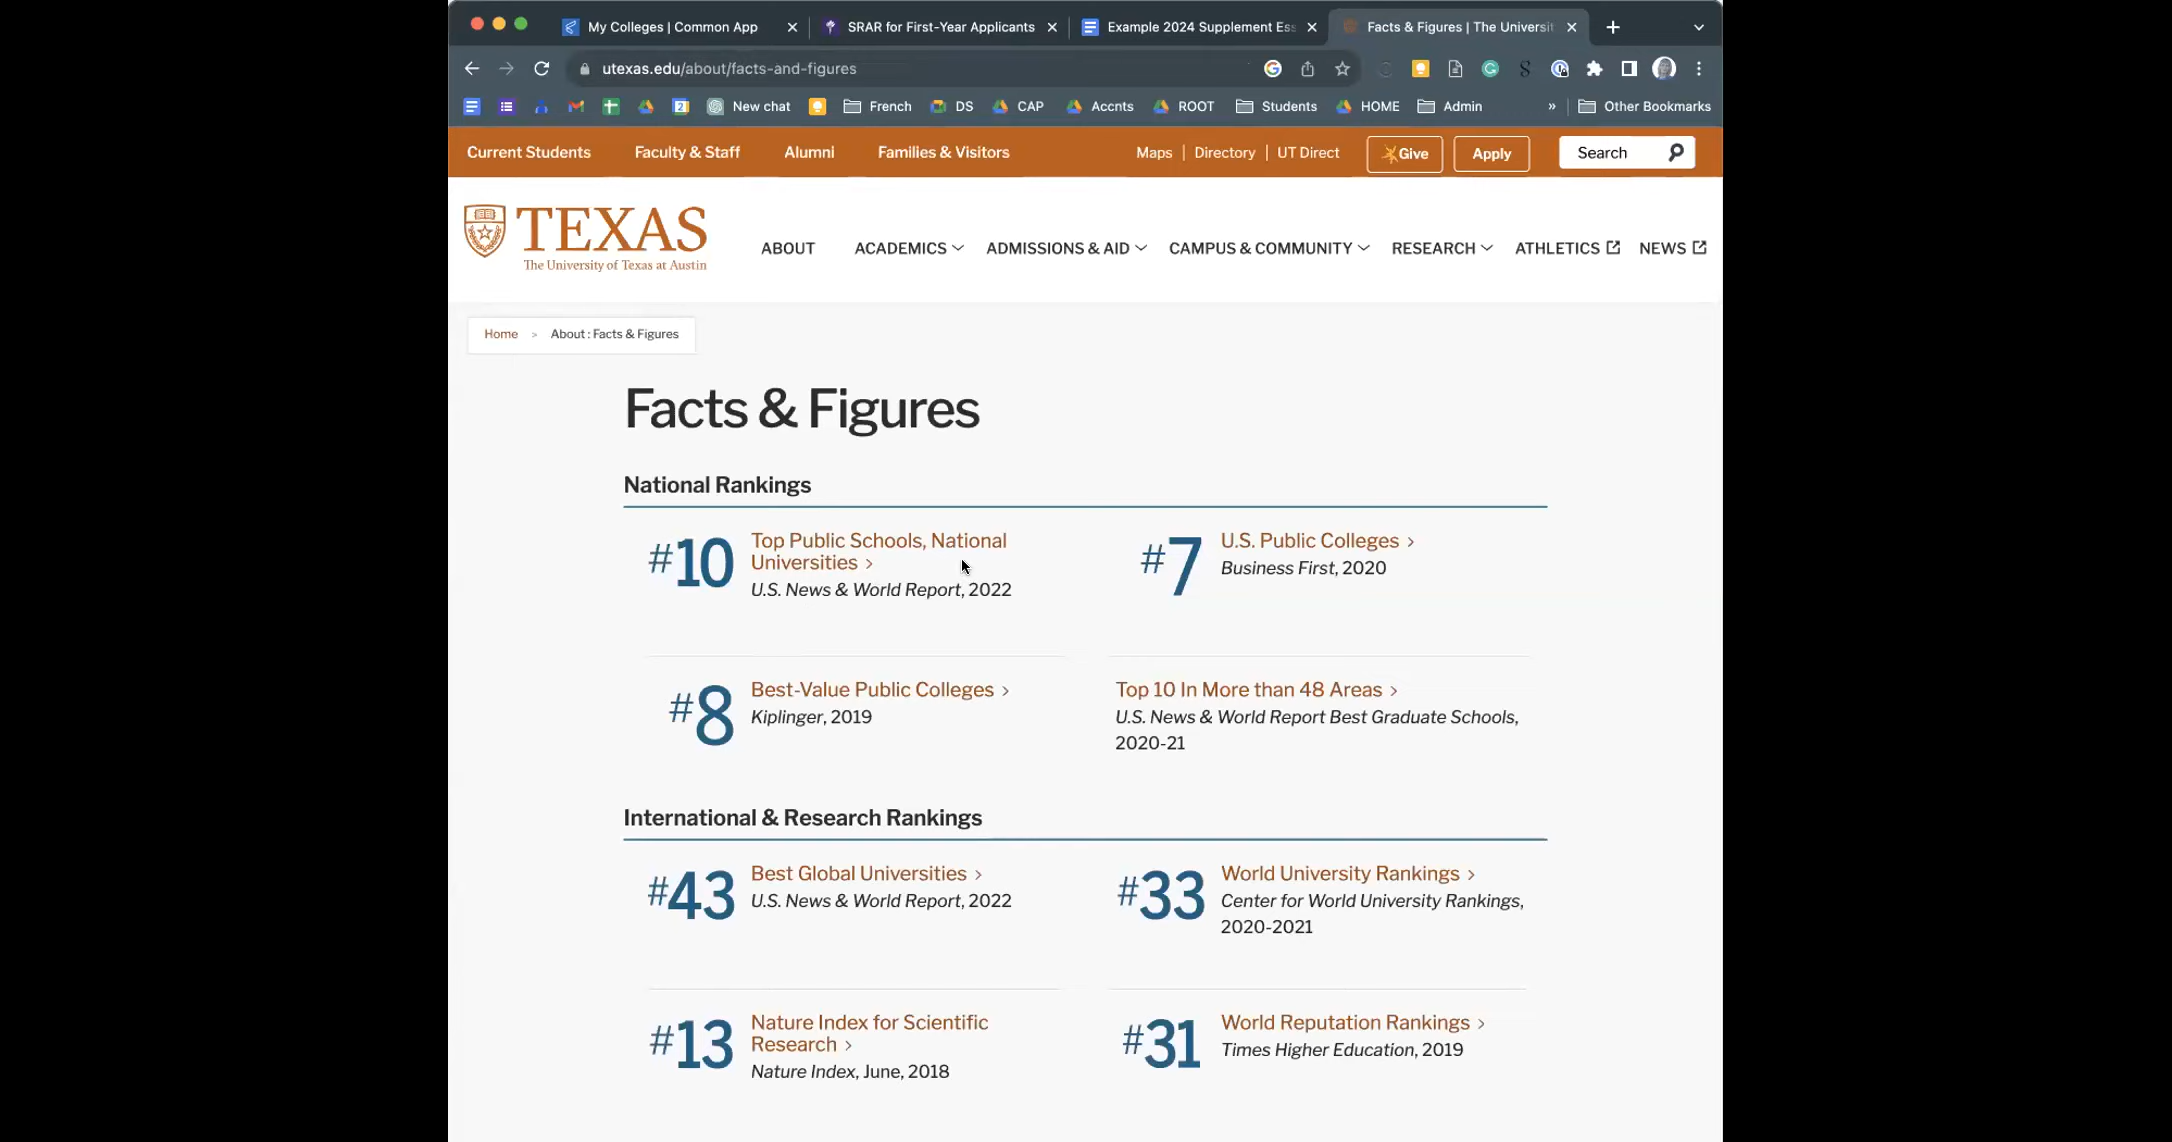 My Colleges | Common App
SRAR for First-Year Applicants
Example 2024 Supplement Ess
Facts & Figures | The Universit
utexas.edu/about/facts-and-figures
New chat
French
DS
CAP
Accnts
ROOT
Students
HOME
Admin
»
Other Bookmarks
Current Students
Faculty & Staff
Alumni
Families & Visitors
Maps | Directory | UT Direct
Give
Apply
Search
TEXAS
The University of Texas at Austin
ABOUT
ACADEMICS
ADMISSIONS & AID
CAMPUS & COMMUNITY
RESEARCH
ATHLETICS
NEWS
Home > About : Facts & Figures
Facts & Figures
National Rankings
#10
Top Public Schools, National
Universities >
U.S. News & World Report, 2022
#7
U.S. Public Colleges >
Business First, 2020
#8
Best-Value Public Colleges >
Kiplinger, 2019
Top 10 In More than 48 Areas >
U.S. News & World Report Best Graduate Schools,
2020-21
International & Research Rankings
#43
Best Global Universities >
U.S. News & World Report, 2022
#33
World University Rankings >
Center for World University Rankings,
2020-2021
#13
Nature Index for Scientific
Research >
Nature Index, June, 2018
#31
World Reputation Rankings >
Times Higher Education, 2019